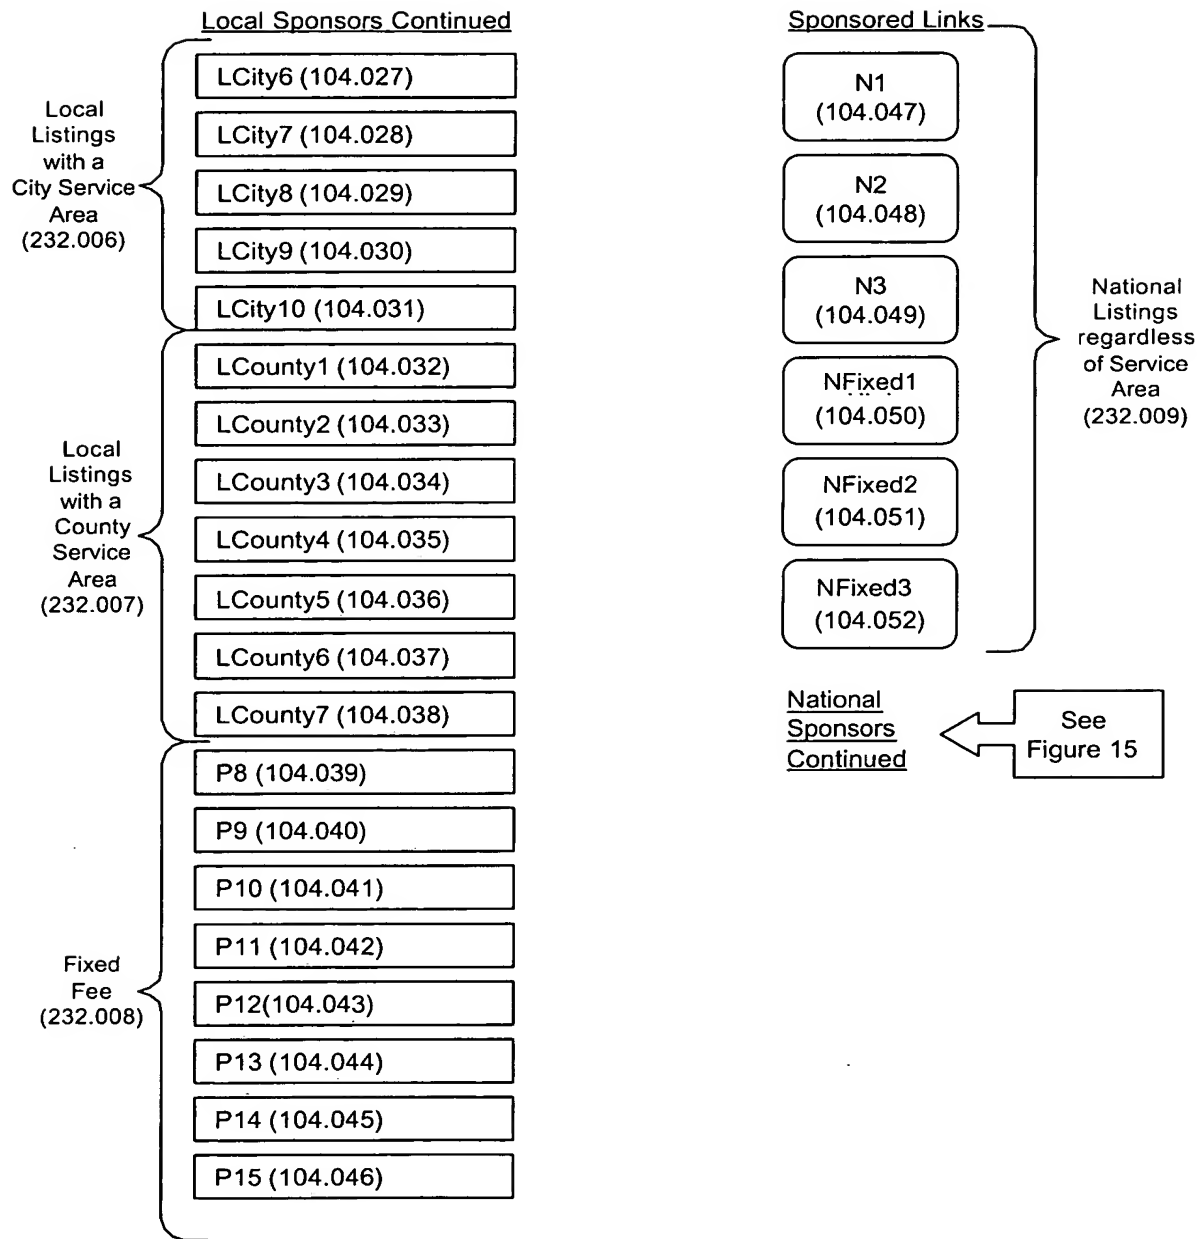 Local Sponsors Continued
Local
Listings
with a
City Service
Area
(232.006)
LCity6 (104.027)
LCity7 (104.028)
LCity8 (104.029)
LCity9 (104.030)
LCity10 (104.031)
Local
Listings
with a
County
Service
Area
(232.007)
LCounty1 (104.032)
LCounty2 (104.033)
LCounty3 (104.034)
LCounty4 (104.035)
LCounty5 (104.036)
LCounty6 (104.037)
LCounty7 (104.038)
Fixed
Fee
(232.008)
P8 (104.039)
P9 (104.040)
P10 (104.041)
P11 (104.042)
P12(104.043)
P13 (104.044)
P14 (104.045)
P15 (104.046)
Sponsored Links
N1
(104.047)
N2
(104.048)
N3
(104.049)
NFixed1
(104.050)
NFixed2
(104.051)
NFixed3
(104.052)
National
Listings
regardless
of Service
Area
(232.009)
National
Sponsors
Continued
See
Figure 15